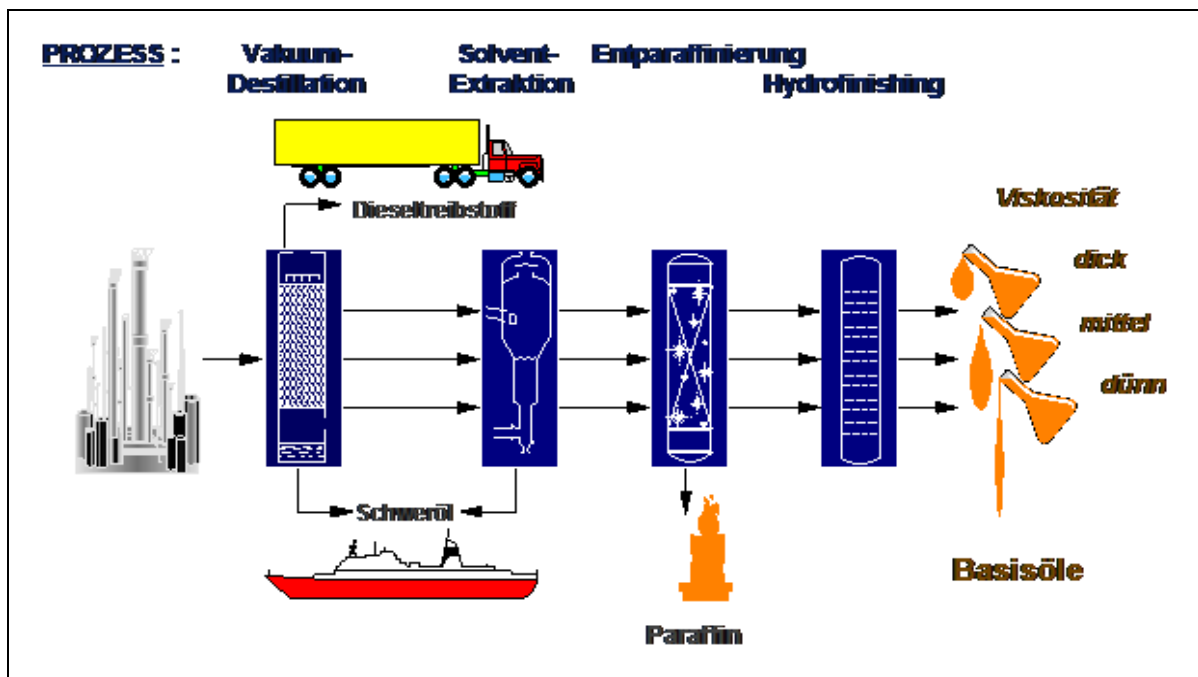 PROZESS :
Vakuum-
Destillation
Solvent-
Extraktion
Entparaffinierung
Hydrofinishing
Dieseltreibstoff
Viskosität
dick
mittel
dünn
Schweröl
Basisöle
Paraffin